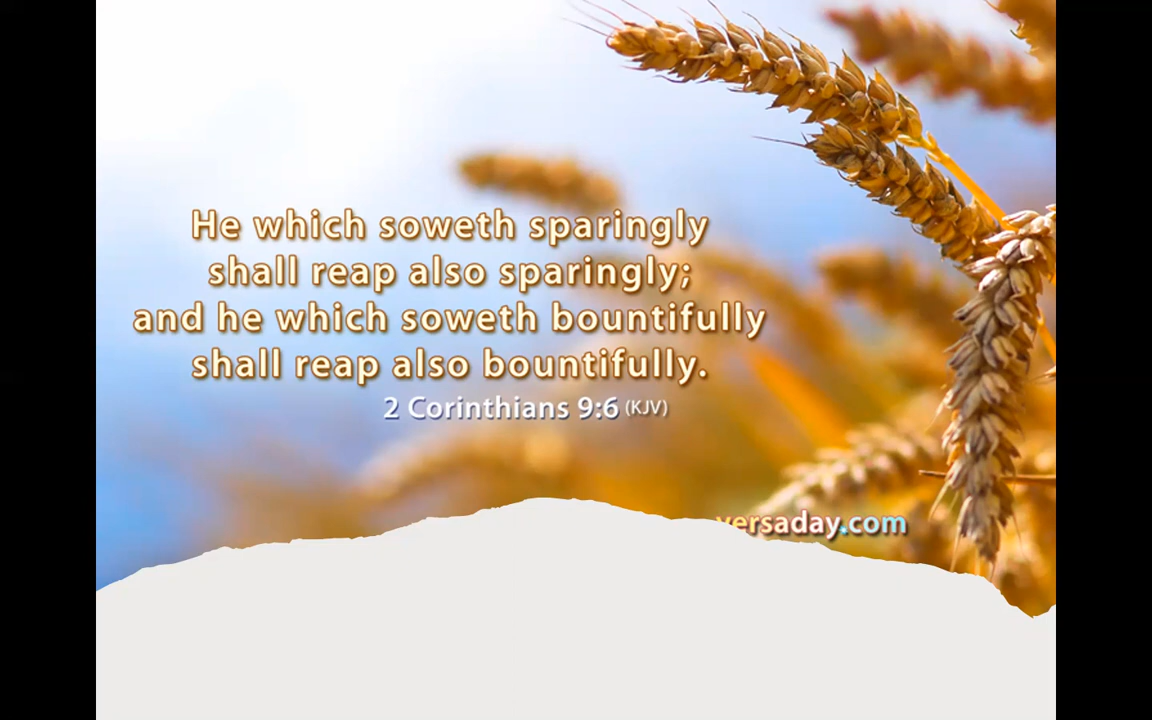 He which soweth sparingly
shall reap also sparingly;
and he which soweth bountifully
shall reap also bountifully.
2 Corinthians 9:6 (KJV)
versaday.com